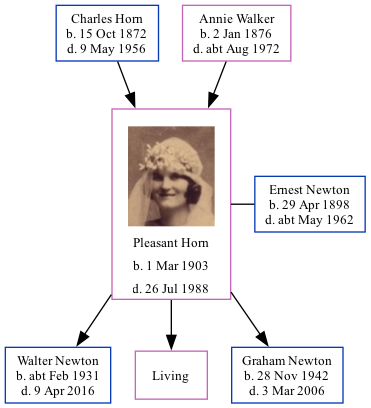 Charles Horn
b. 15 Oct 1872
d. 9 May 1956
Annie Walker
b. 2 Jan 1876
d. abt Aug 1972
Pleasant Horn
b. 1 Mar 1903
d. 26 Jul 1988
Ernest Newton
b. 29 Apr 1898
d. abt May 1962
Walter Newton
b. abt Feb 1931
d. 9 Apr 2016
Living
Graham Newton
b. 28 Nov 1942
d. 3 Mar 2006